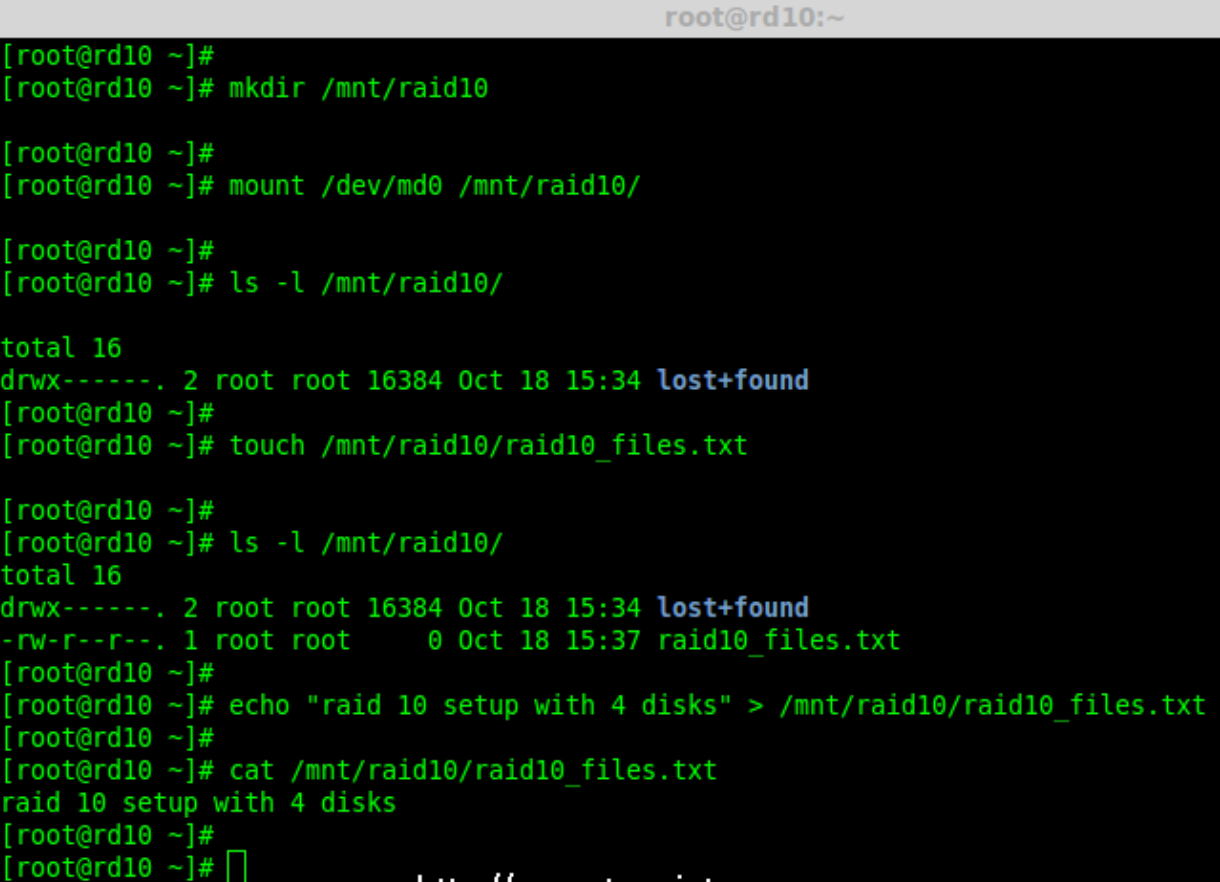 root@rd10:~
[root@rd10 ~]#
[root@rd10 ~]# mkdir /mnt/raid10
[root@rd10 ~]#
[root@rd10 ~]# mount /dev/md0 /mnt/raid10/
[root@rd10 ~]#
[root@rd10 ~]# ls -l /mnt/raid10/
total 16
drwx------. 2 root root 16384 Oct 18 15:34 lost+found
[root@rd10 ~]#
[root@rd10 ~]# touch /mnt/raid10/raid10_files.txt
[root@rd10 ~]#
[root@rd10 ~]# ls -l /mnt/raid10/
total 16
drwx------. 2 root root 16384 Oct 18 15:34 lost+found
-rw-r--r--. 1 root root     0 Oct 18 15:37 raid10_files.txt
[root@rd10 ~]#
[root@rd10 ~]# echo "raid 10 setup with 4 disks" > /mnt/raid10/raid10_files.txt
[root@rd10 ~]#
[root@rd10 ~]# cat /mnt/raid10/raid10_files.txt
raid 10 setup with 4 disks
[root@rd10 ~]#
[root@rd10 ~]#